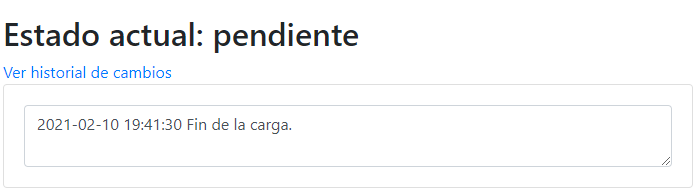 Estado actual: pendiente
Ver historial de cambios
2021-02-10 19:41:30 Fin de la carga.